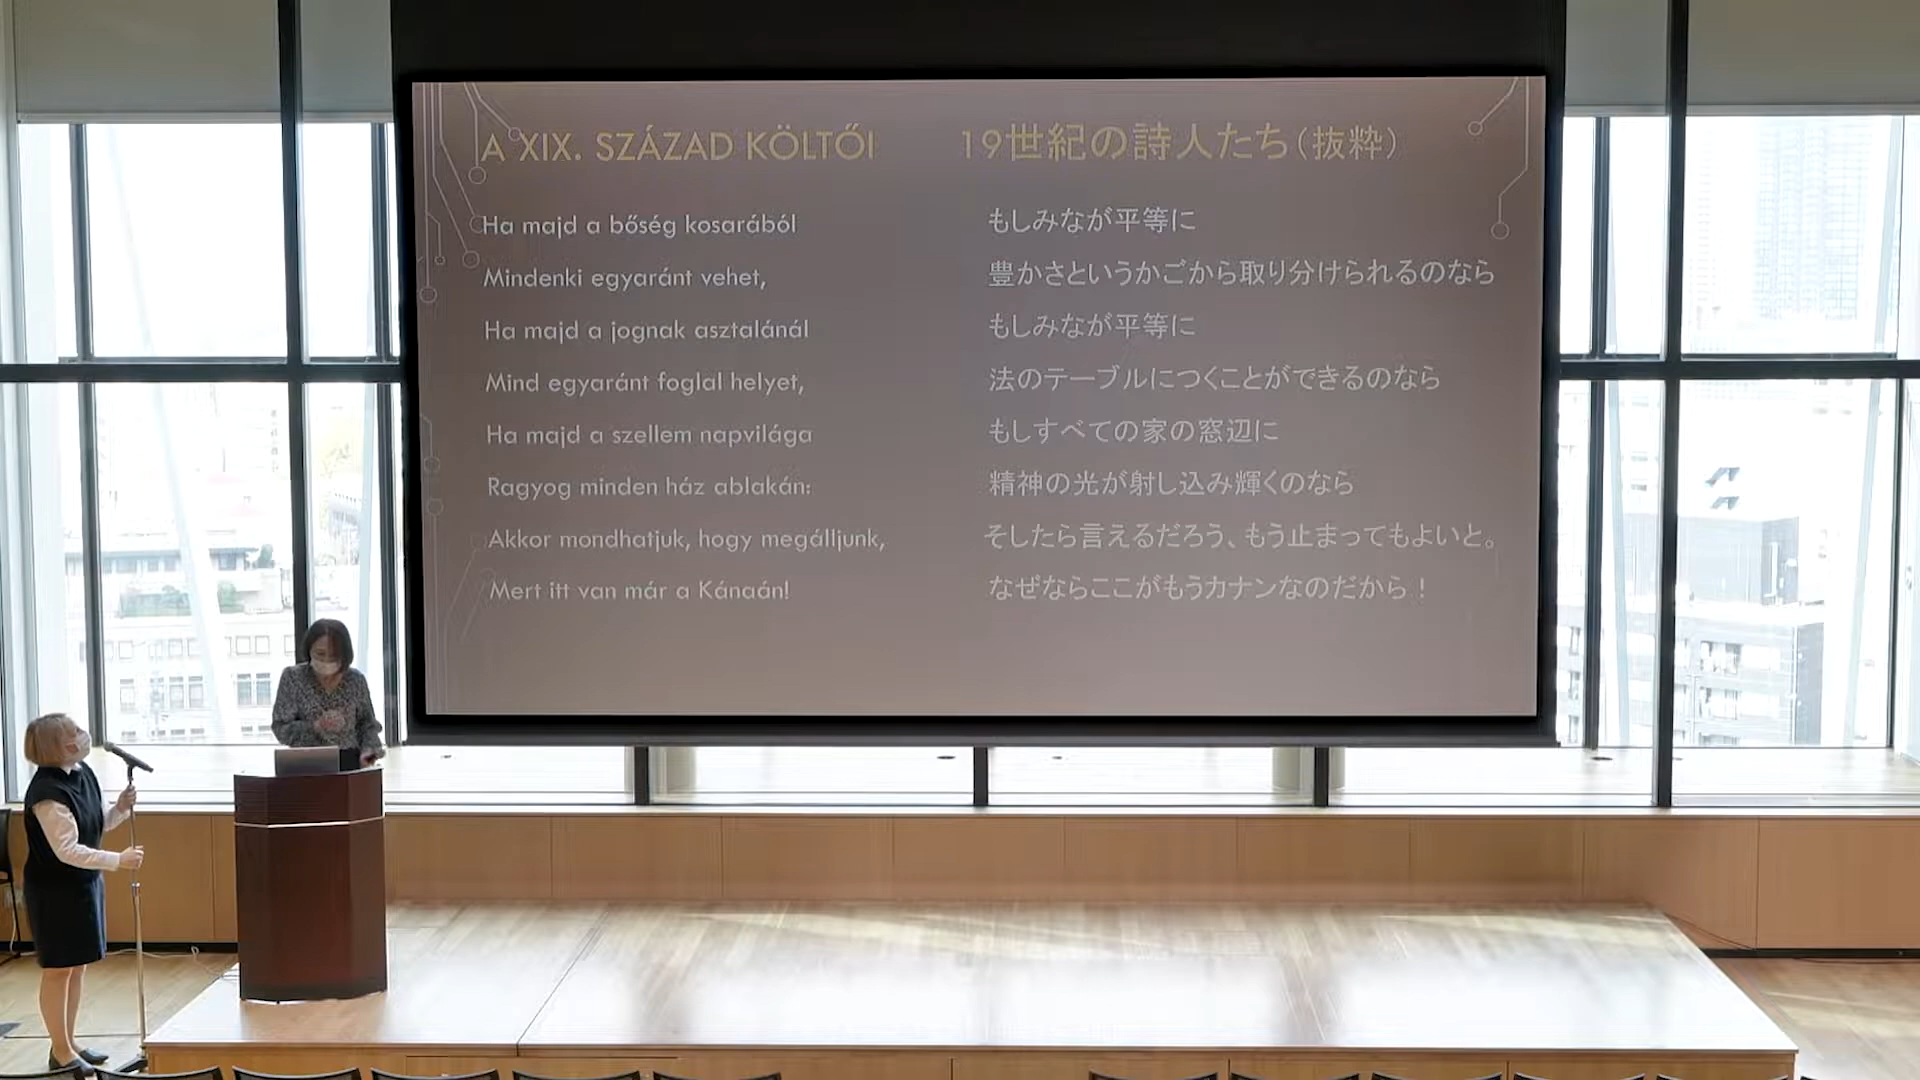 A XIX. SZÁZAD KÖLTŐI
Ha majd a bőség kosarából
Mindenki egyaránt vehet,
Ha majd a jognak asztalánál
Mind egyaránt foglal helyet,
Ha majd a szellem napvilága
Ragyog minden ház ablakán:
Akkor mondhatjuk, hogy megálljunk,
Mert itt van már a Kánaán!
19世紀の詩人たち（抜粋）
もしみなが平等に
豊かさというかごから取り分けられるのなら
もしみなが平等に
法のテーブルにつくことができるのなら
もしすべての家の窓辺に
精神の光が射し込み輝くのなら
そしたら言えるだろう、もう止まってもよいと。
なぜならここがもうカナンなのだから！